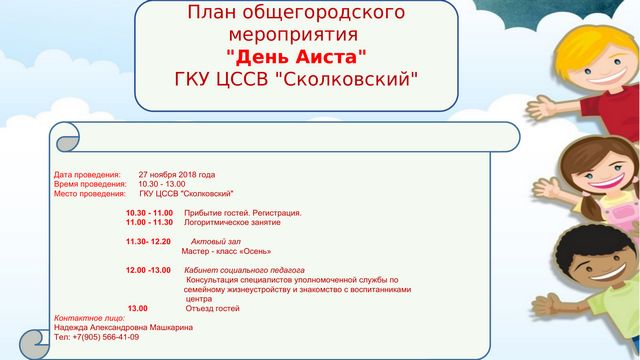 План общегородского
мероприятия
"День Аиста"
ГКУ ЦССВ "Сколковский"
Дата проведения: 27 ноября 2018 года
Время проведения: 10.30 - 13.00
Место проведения: ГКУ ЦССВ "Сколковский"
10.30 - 11.00 Прибытие гостей. Регистрация.
11.00 - 11.30 Логоритмическое занятие
11.30- 12.20 Актовый зал
Мастер - класс «Осень»
12.00 -13.00 Кабинет социального педагога
Консультация специалистов уполномоченной службы по
семейному жизнеустройству и знакомство с воспитанниками
центра
13.00 Отъезд гостей
Контактное лицо:
Надежда Александровна Машкарина
Тел: +7(905) 566-41-09